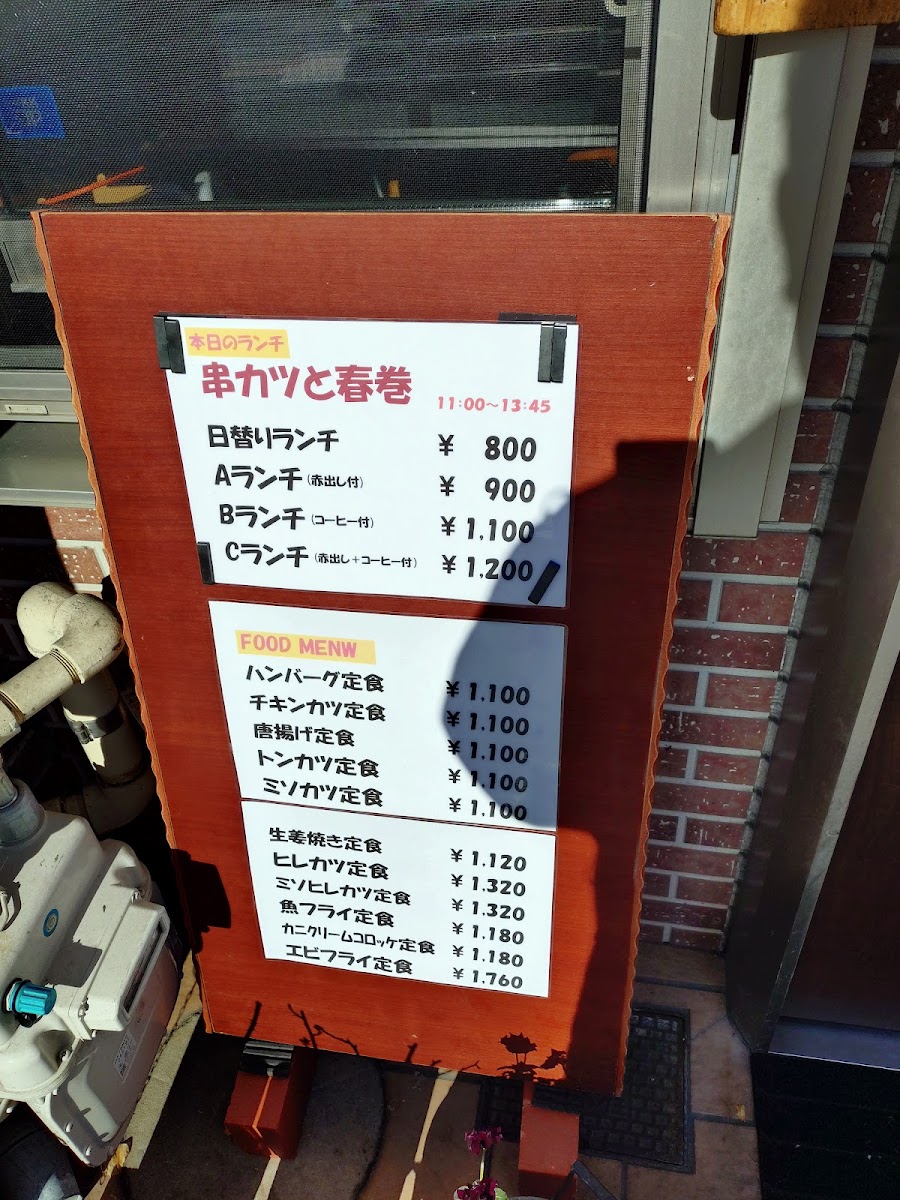 本日のランチ
串カツと春巻
11:00～13:45
日替りランチ ¥ 800
Aランチ(赤出し付) ¥ 900
Bランチ(コーヒー付) ¥1,100
Cランチ(赤出し+コーヒー付) ¥1,200
FOOD MENW
ハンバーグ定食 ¥1.100
チキンカツ定食 ¥1.100
唐揚げ定食 ¥1.100
トンカツ定食 ¥1.100
ミソカツ定食 ¥1.100
生姜焼き定食 ¥1.120
ヒレカツ定食 ¥1.320
ミソヒレカツ定食 ¥1.320
魚フライ定食 ¥1.180
カニクリームコロッケ定食 ¥1.180
エビフライ定食 ¥1.760